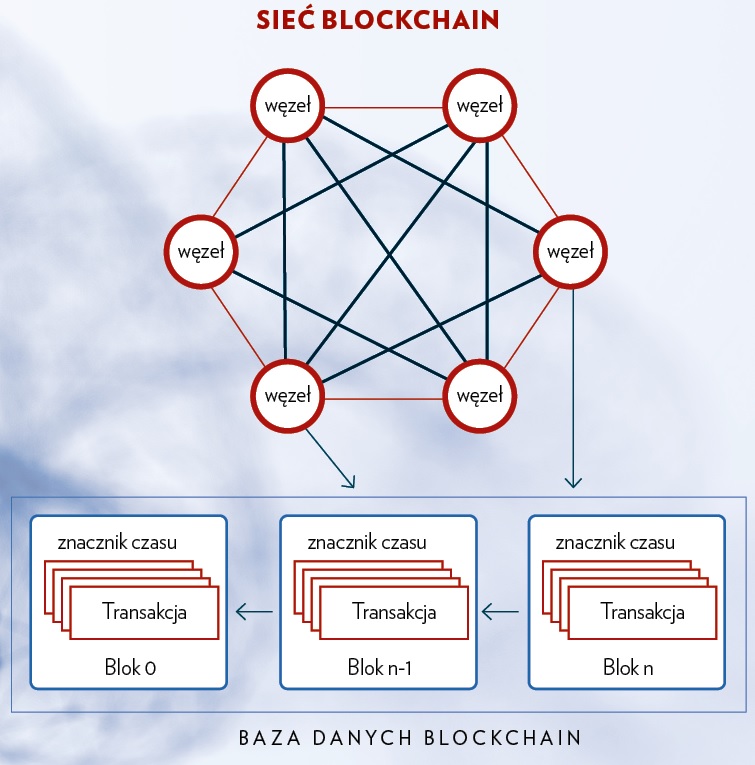 SIEĆ BLOCKCHAIN
węzeł
węzeł
węzeł
węzeł
węzeł
węzeł
znacznik czasu
Transakcja
Blok 0
znacznik czasu
Transakcja
Blok n-1
znacznik czasu
Transakcja
Blok n
BAZA DANYCH BLOCKCHAIN